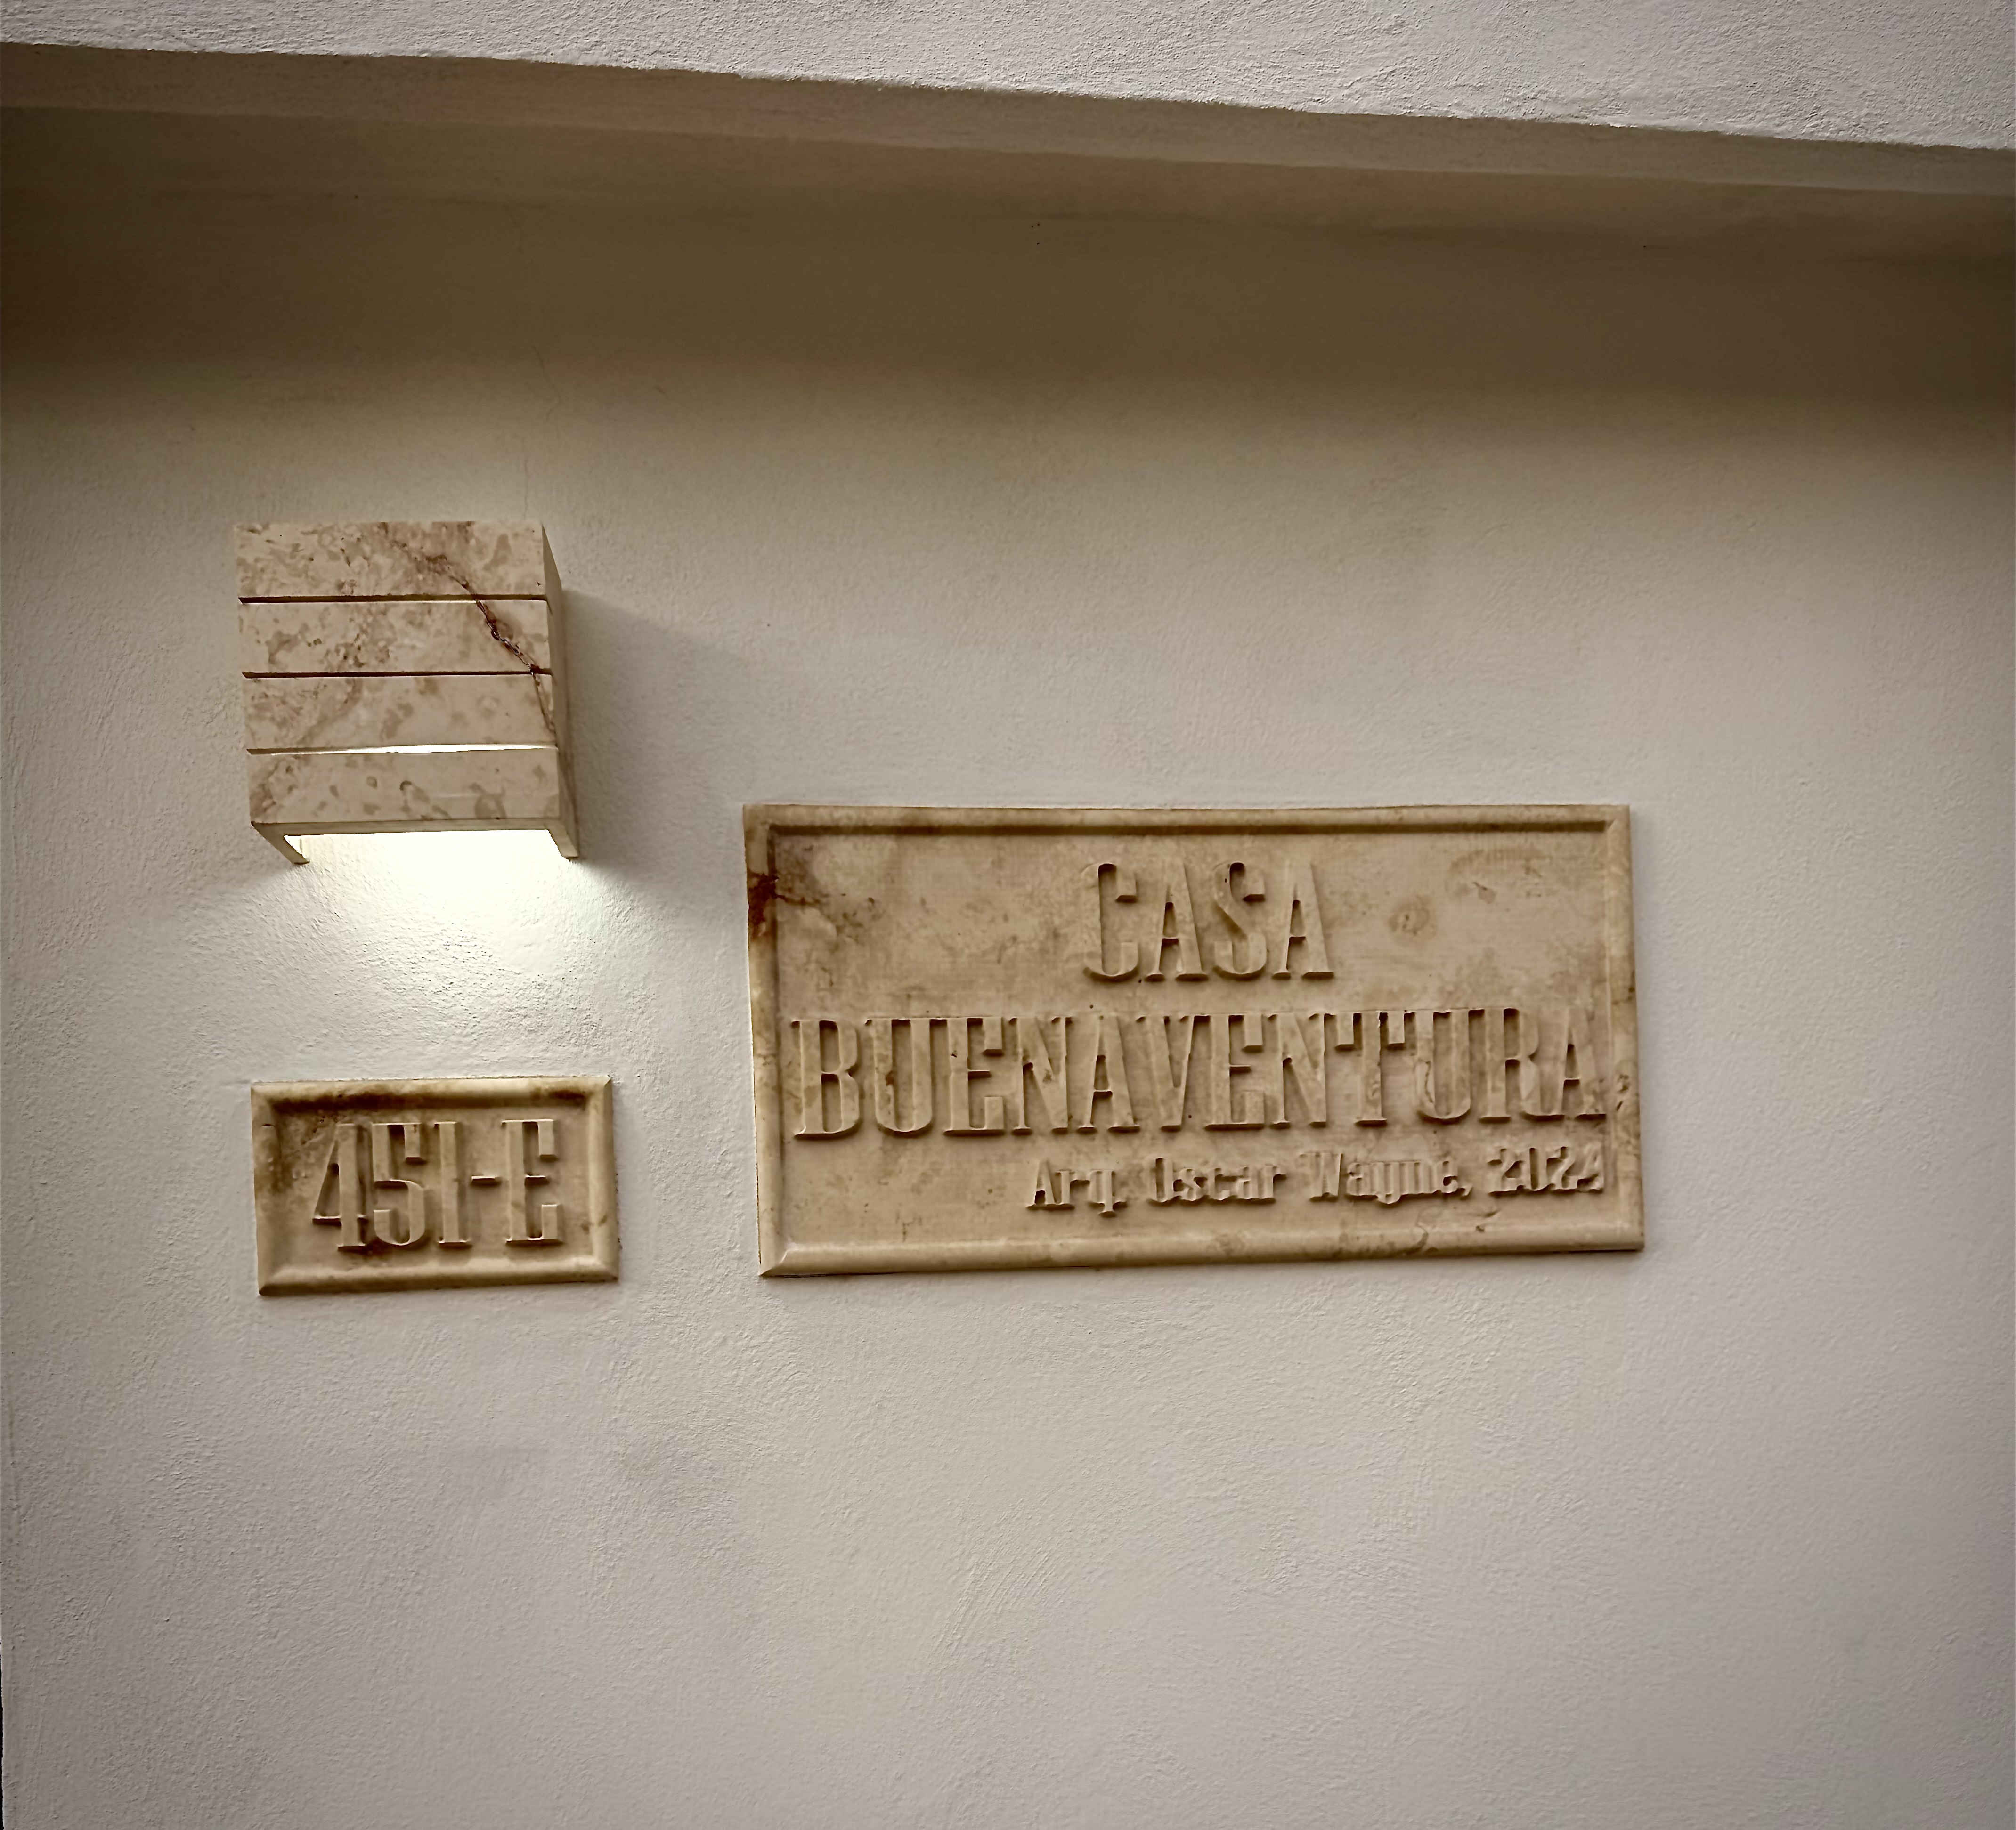 CASA
BUENAVENTURA
Arq. Oscar Wayne, 2024
451-E